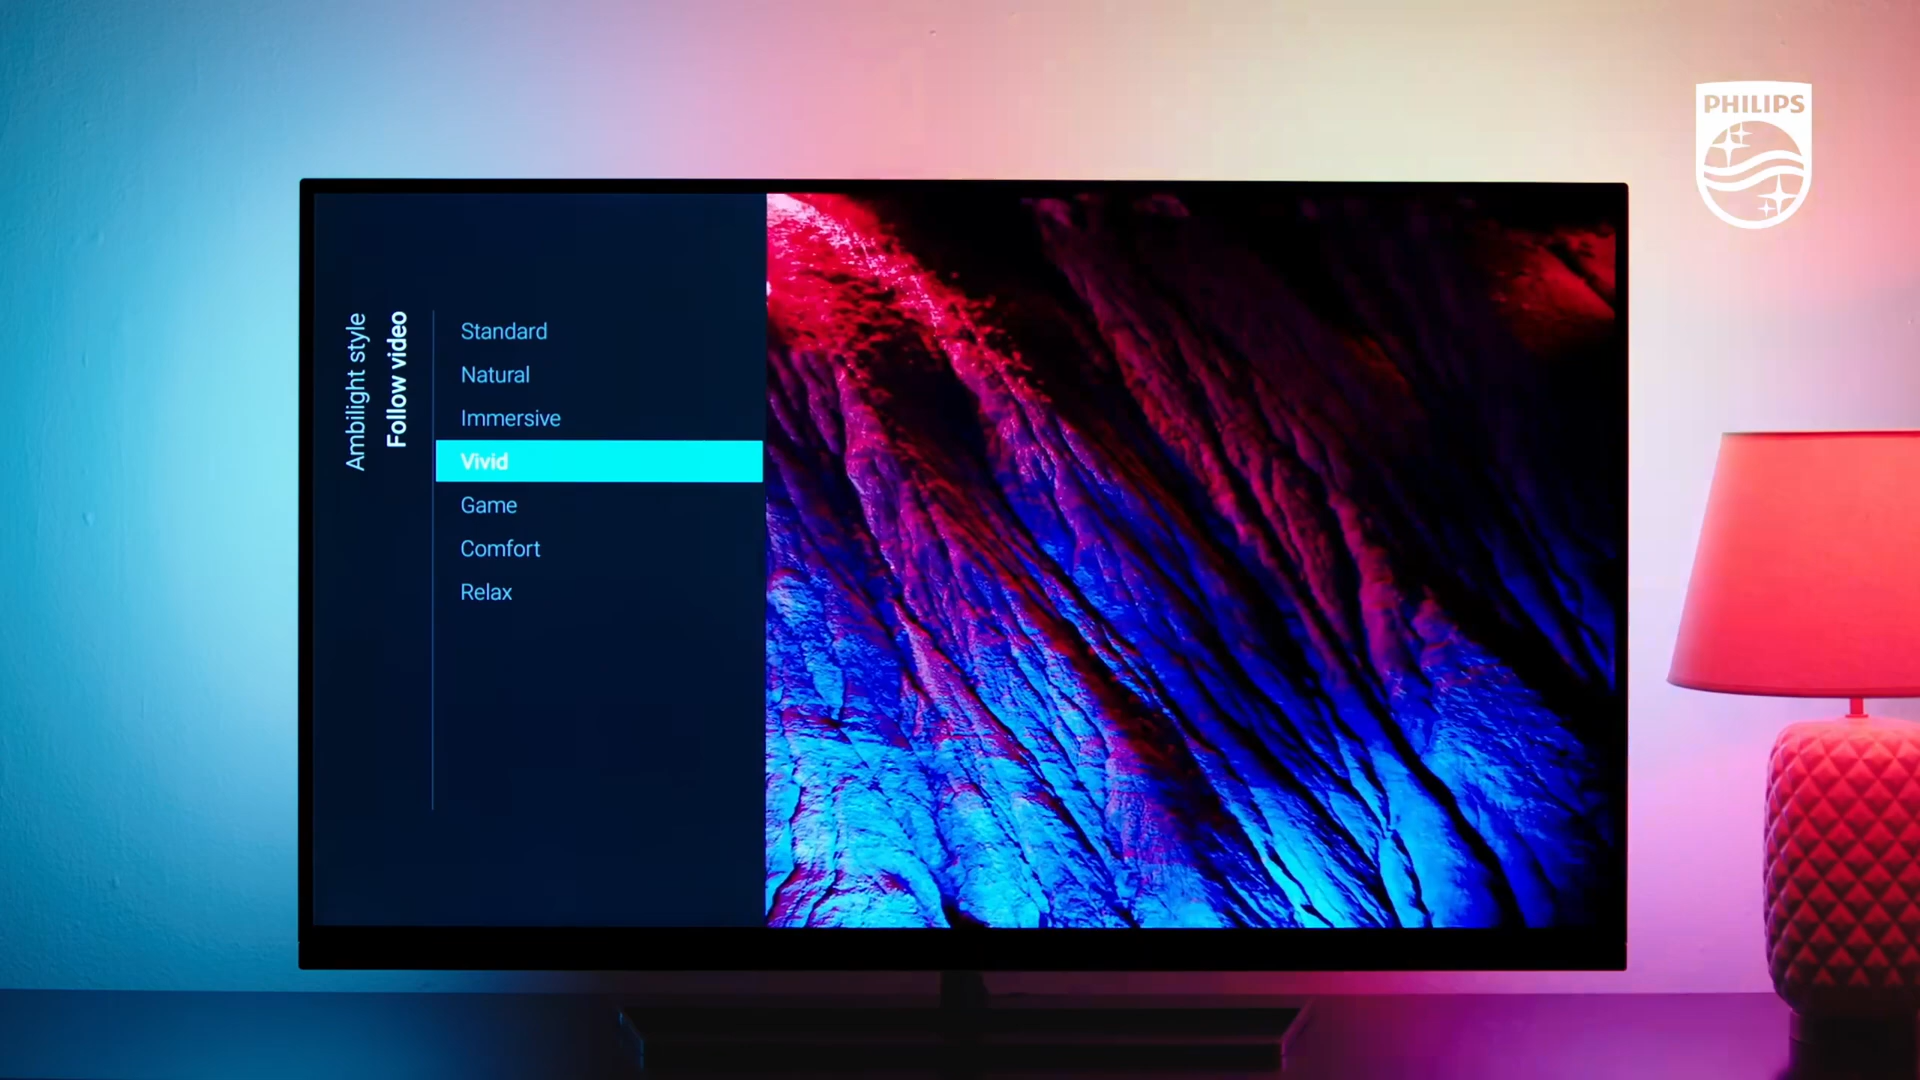 PHILIPS
Ambilight style
Follow video
Standard
Natural
Immersive
Vivid
Game
Comfort
Relax